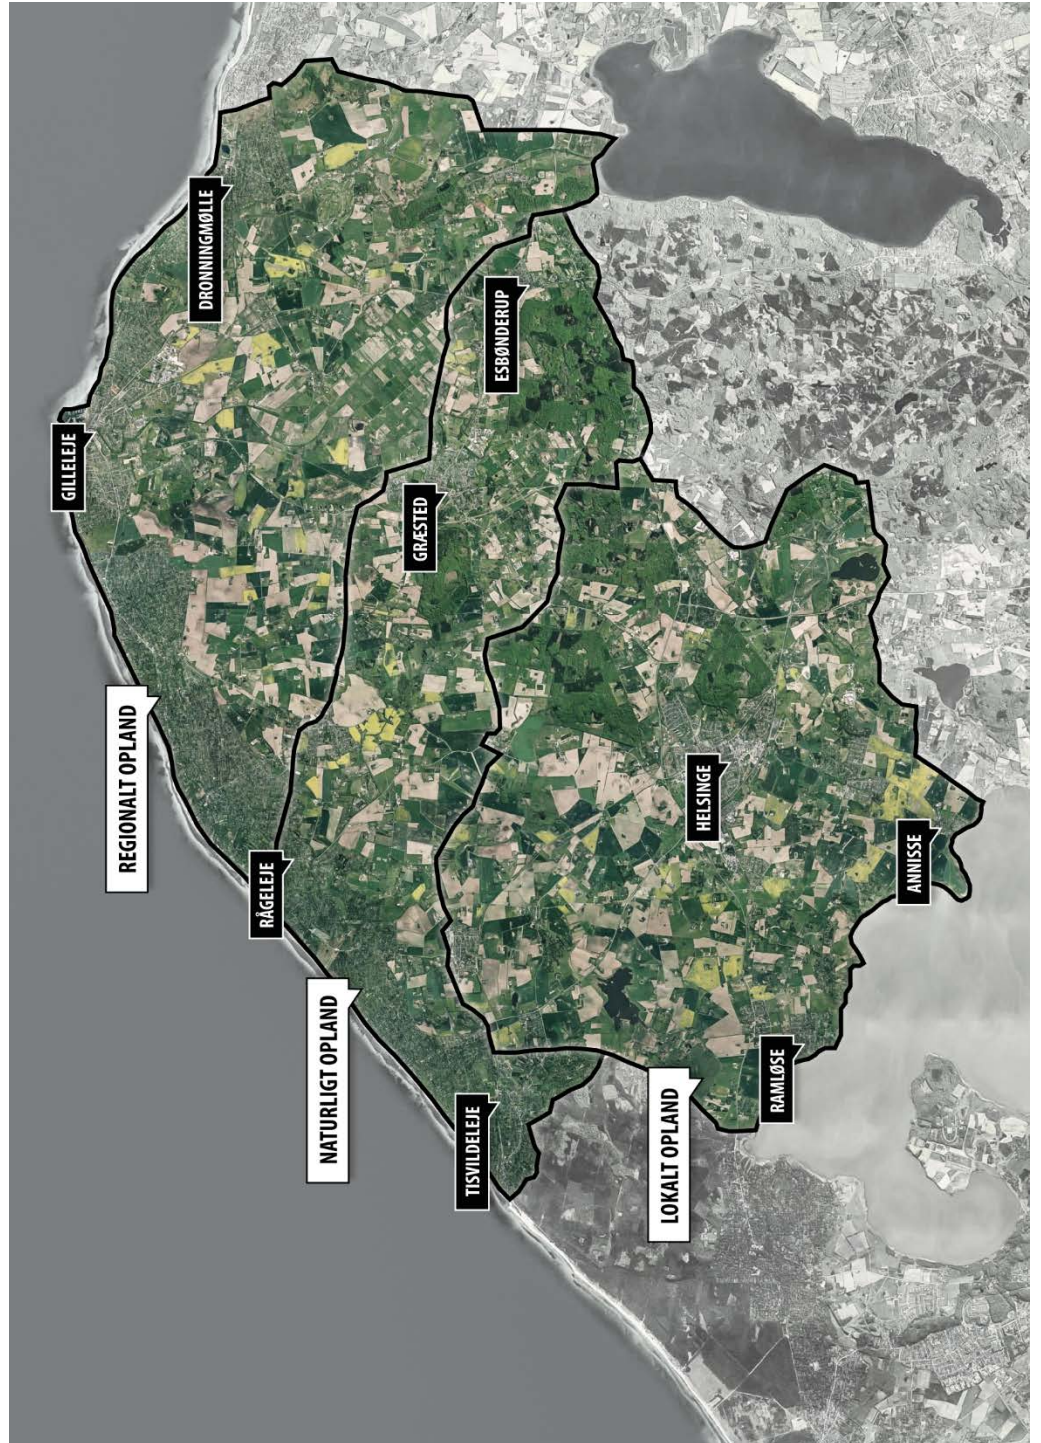 GILLELEJE
DRONNINGMØLLE
REGIONALT OPLAND
RÅGELEJE
GRÆSTED
ESBØNDERUP
NATURLIGT OPLAND
TISVILDELEJE
HELSINGE
LOKALT OPLAND
RAMLØSE
ANNISSE